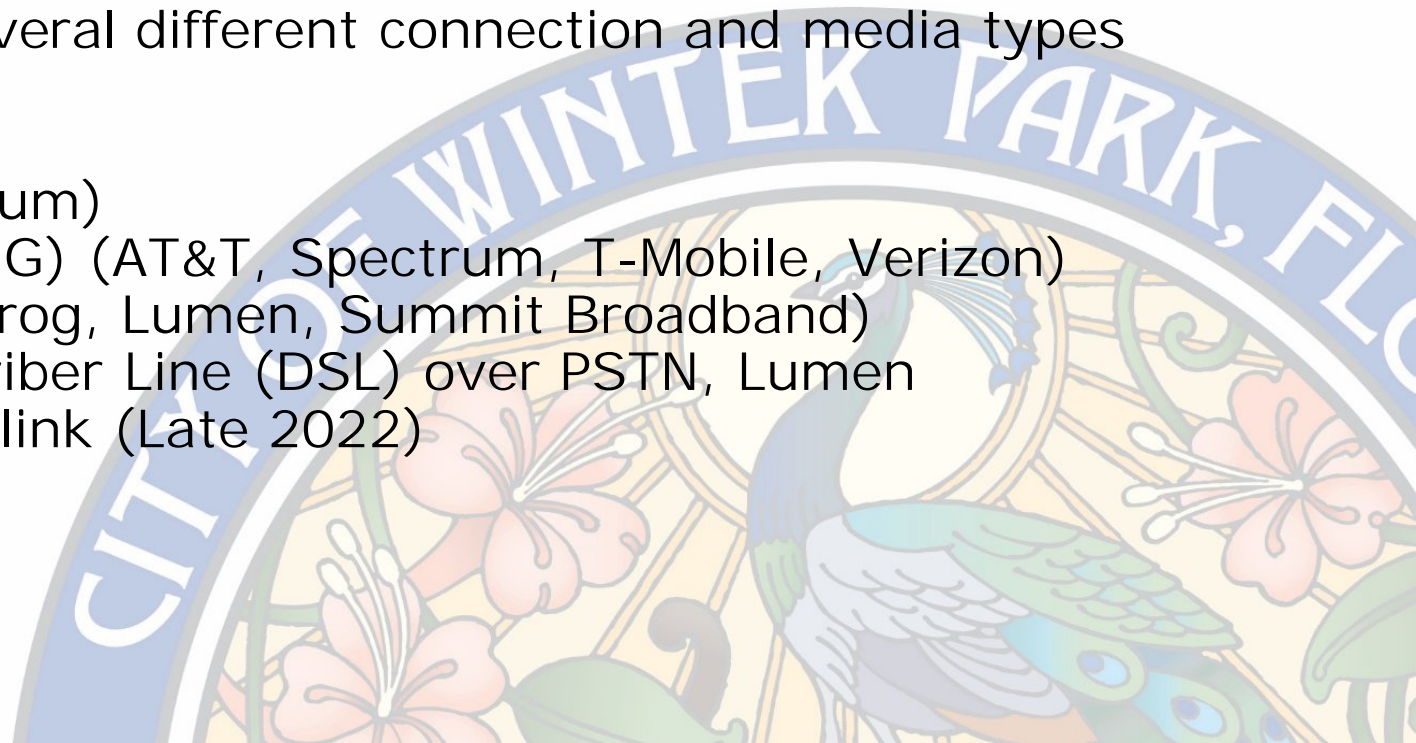 veral different connection and media types
CITY OF WINTER PARK, FLO
um)
G) (AT&T, Spectrum, T-Mobile, Verizon)
rog, Lumen, Summit Broadband)
riber Line (DSL) over PSTN, Lumen
link (Late 2022)